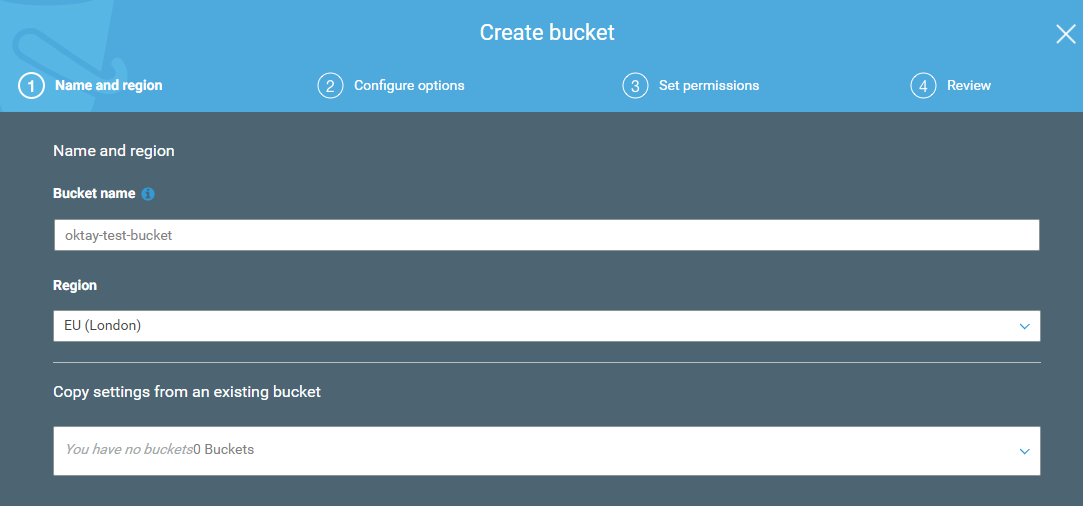 Create bucket
1 Name and region 2 Configure options 3 Set permissions 4 Review
Name and region
Bucket name
oktay-test-bucket
Region
EU (London)
Copy settings from an existing bucket
You have no buckets0 Buckets